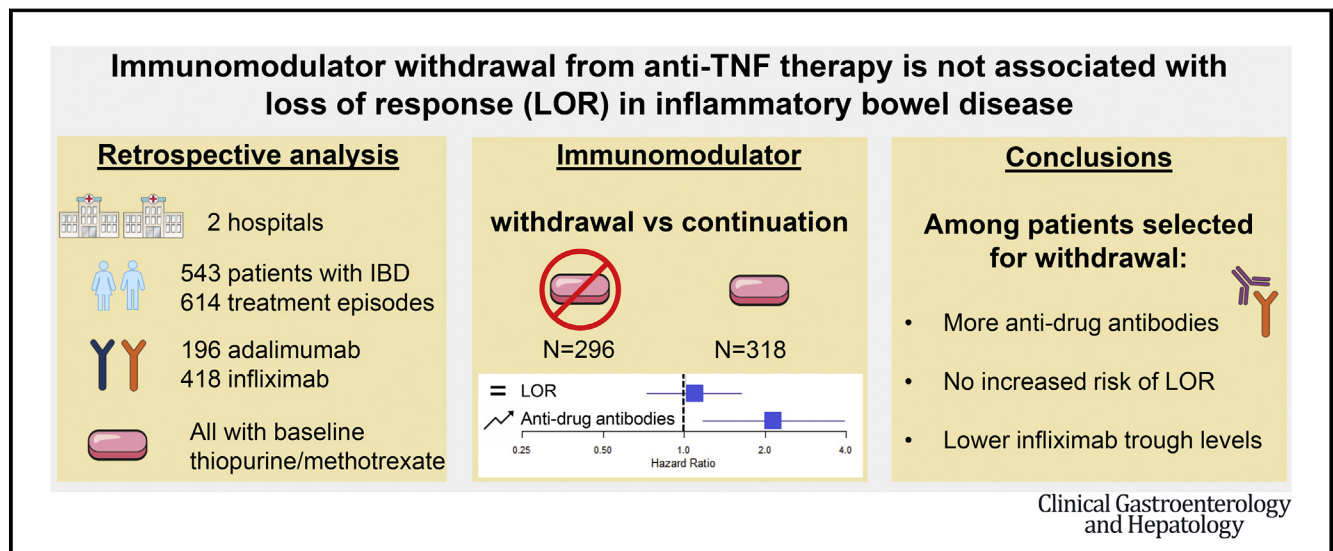 Immunomodulator withdrawal from anti-TNF therapy is not associated with
loss of response (LOR) in inflammatory bowel disease
Retrospective analysis
2 hospitals
543 patients with IBD
614 treatment episodes
196 adalimumab
418 infliximab
All with baseline
thiopurine/methotrexate
Immunomodulator
withdrawal vs continuation
N=296 N=318
= LOR
Anti-drug antibodies
0.25 0.50 1.0 2.0 4.0
Hazard Ratio
Conclusions
Among patients selected
for withdrawal:
• More anti-drug antibodies
• No increased risk of LOR
• Lower infliximab trough levels
Clinical Gastroenterology
and Hepatology